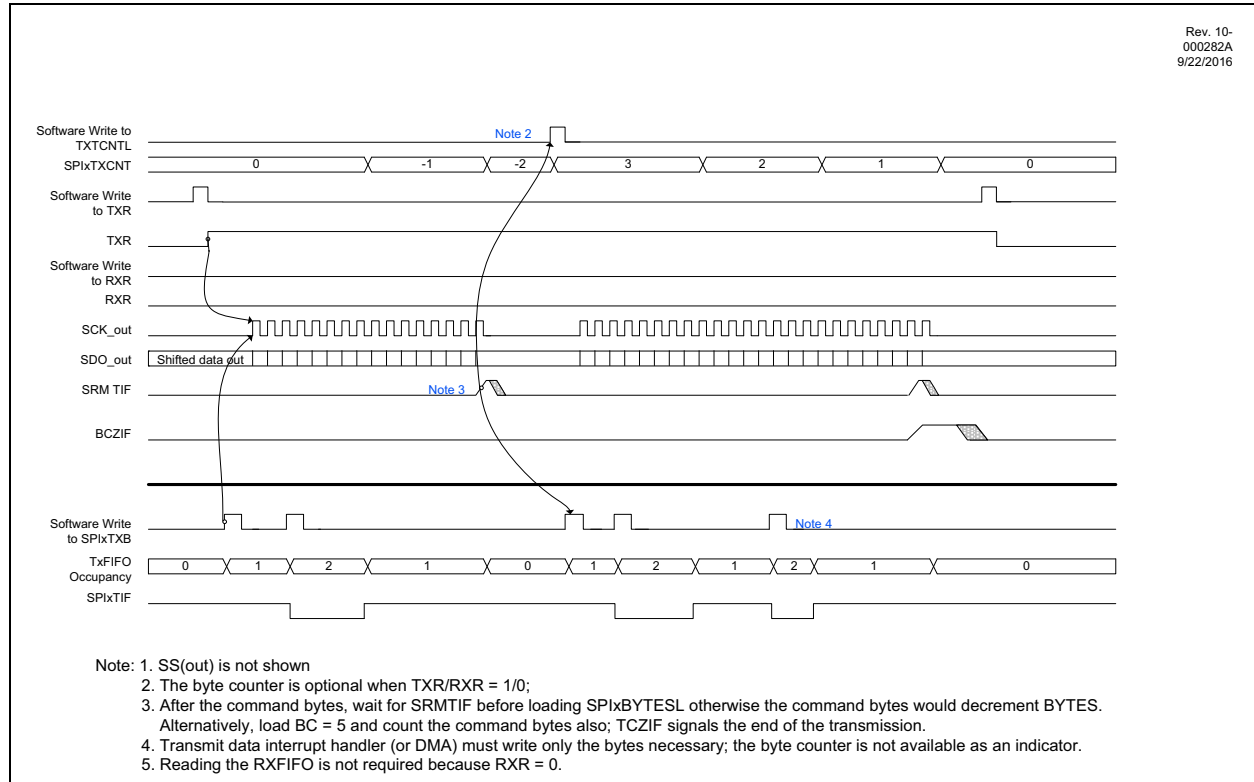 Rev. 10-
000282A
9/22/2016
Software Write to
TXTCNTL
Note 2
SPIxTXCNT
0 -1 -2 3 2 1 0
Software Write
to TXR
TXR
Software Write
to RXR
RXR
SCK_out
SDO_out
Shifted data out
SRM TIF
Note 3
BCZIF
Software Write
to SPIxTXB
Note 4
TxFIFO
Occupancy
0 1 2 1 0 1 2 1 2 1 0
SPIxTIF
Note: 1. SS(out) is not shown
2. The byte counter is optional when TXR/RXR = 1/0;
3. After the command bytes, wait for SRMTIF before loading SPIxBYTESL otherwise the command bytes would decrement BYTES.
Alternatively, load BC = 5 and count the command bytes also; TCZIF signals the end of the transmission.
4. Transmit data interrupt handler (or DMA) must write only the bytes necessary; the byte counter is not available as an indicator.
5. Reading the RXFIFO is not required because RXR = 0.